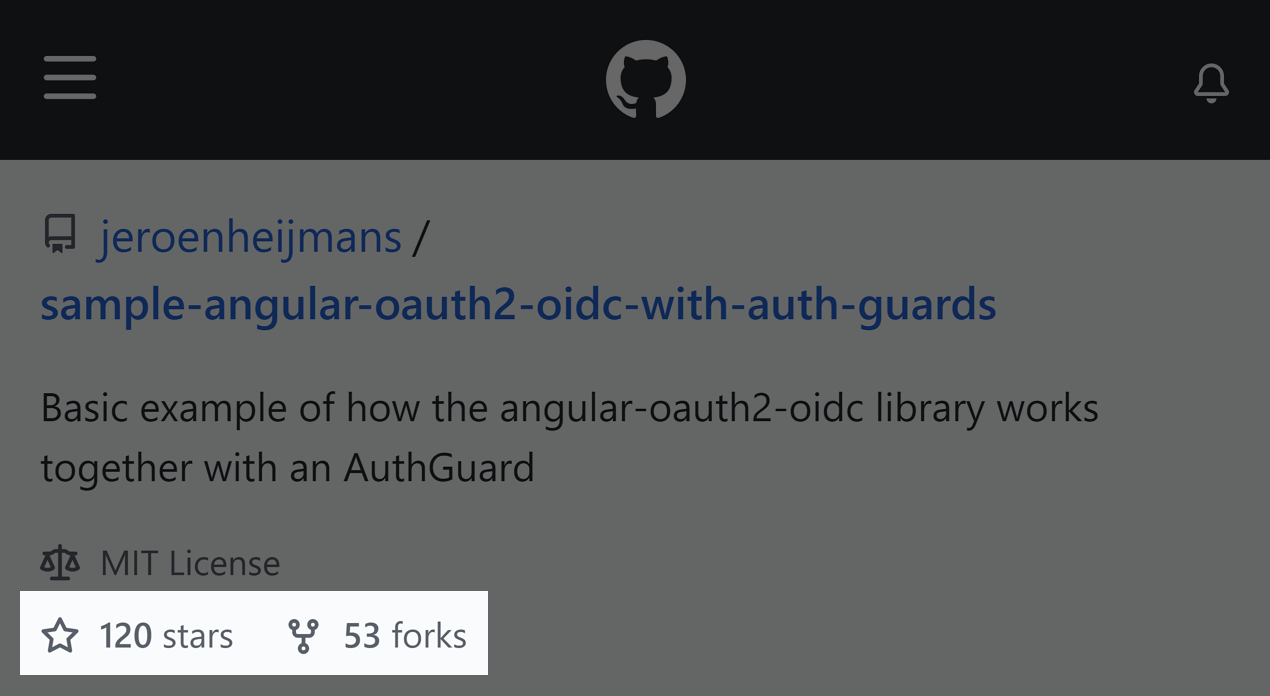 jeroenheijmans /
sample-angular-oauth2-oidc-with-auth-guards
Basic example of how the angular-oauth2-oidc library works
together with an AuthGuard
MIT License
120 stars 53 forks